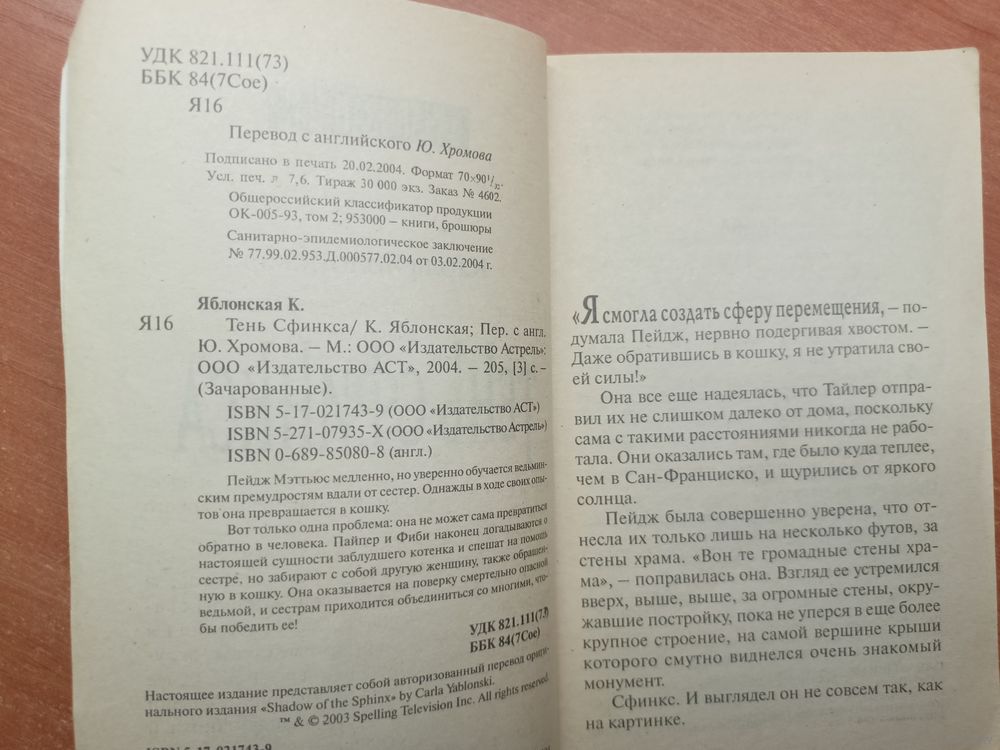 УДК 821.111(73)
ББК 84(7Сое)
Я16
Перевод с английского Ю. Хромова
Подписано в печать 20.02.2004. Формат 70×90 1/32.
Усл. печ. л. 7,6. Тираж 30 000 экз. Заказ № 4602.
Общероссийский классификатор продукции
ОК-005-93, том 2; 953000 – книги, брошюры
Санитарно-эпидемиологическое заключение
№ 77.99.02.953.Д.000577.02.04 от 03.02.2004 г.
Яблонская К.
Я16 Тень Сфинкса/ К. Яблонская; Пер. с англ.
Ю. Хромова. – М.: ООО «Издательство Астрель»:
ООО «Издательство АСТ», 2004. – 205, [3] с. –
(Зачарованные).
ISBN 5-17-021743-9 (ООО «Издательство АСТ»)
ISBN 5-271-07935-X (ООО «Издательство Астрель»)
ISBN 0-689-85080-8 (англ.)
Пейдж Мэттьюс медленно, но уверенно обучается ведьмин-
ским премудростям вдали от сестер. Однажды в ходе своих опы-
тов она превращается в кошку.
Вот только одна проблема: она не может сама превратиться
обратно в человека. Пайпер и Фиби наконец догадываются о
настоящей сущности заблудшего котенка и спешат на помощь
сестре, но забирают с собой другую женщину, также обращен-
ную в кошку. Она оказывается на поверку смертельно опасной
ведьмой, и сестрам приходится объединиться со многими, что-
бы победить ее!
УДК 821.111(73)
ББК 84(7Сое)
Настоящее издание представляет собой авторизованный перевод ориги-
нального издания «Shadow of the Sphinx» by Carla Yablonski.
™ & © 2003 Spelling Television Inc. All rights reserved.
ISBN 5-17-021743-9
«Я смогла создать сферу перемещения, – по-
думала Пейдж, нервно подергивая хвостом. –
Даже обратившись в кошку, я не утратила сво-
ей силы!»
Она все еще надеялась, что Тайлер отпра-
вил их не слишком далеко от дома, поскольку
сама с такими расстояниями никогда не рабо-
тала. Они оказались там, где было куда теплее,
чем в Сан-Франциско, и щурились от яркого
солнца.
Пейдж была совершенно уверена, что от-
несла их только лишь на несколько футов, за
стены храма. «Вон те громадные стены хра-
ма», – поправилась она. Взгляд ее устремился
вверх, выше, выше, за огромные стены, окру-
жавшие постройку, пока не уперся в еще более
крупное строение, на самой вершине крыши
которого смутно виднелся очень знакомый
монумент.
Сфинкс. И выглядел он не совсем так, как
на картинке.